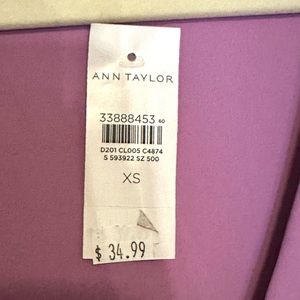 ANN TAYLOR
33888453 60
D201 CL005 C4874
S 593922 SZ 500
XS
$ 34.99